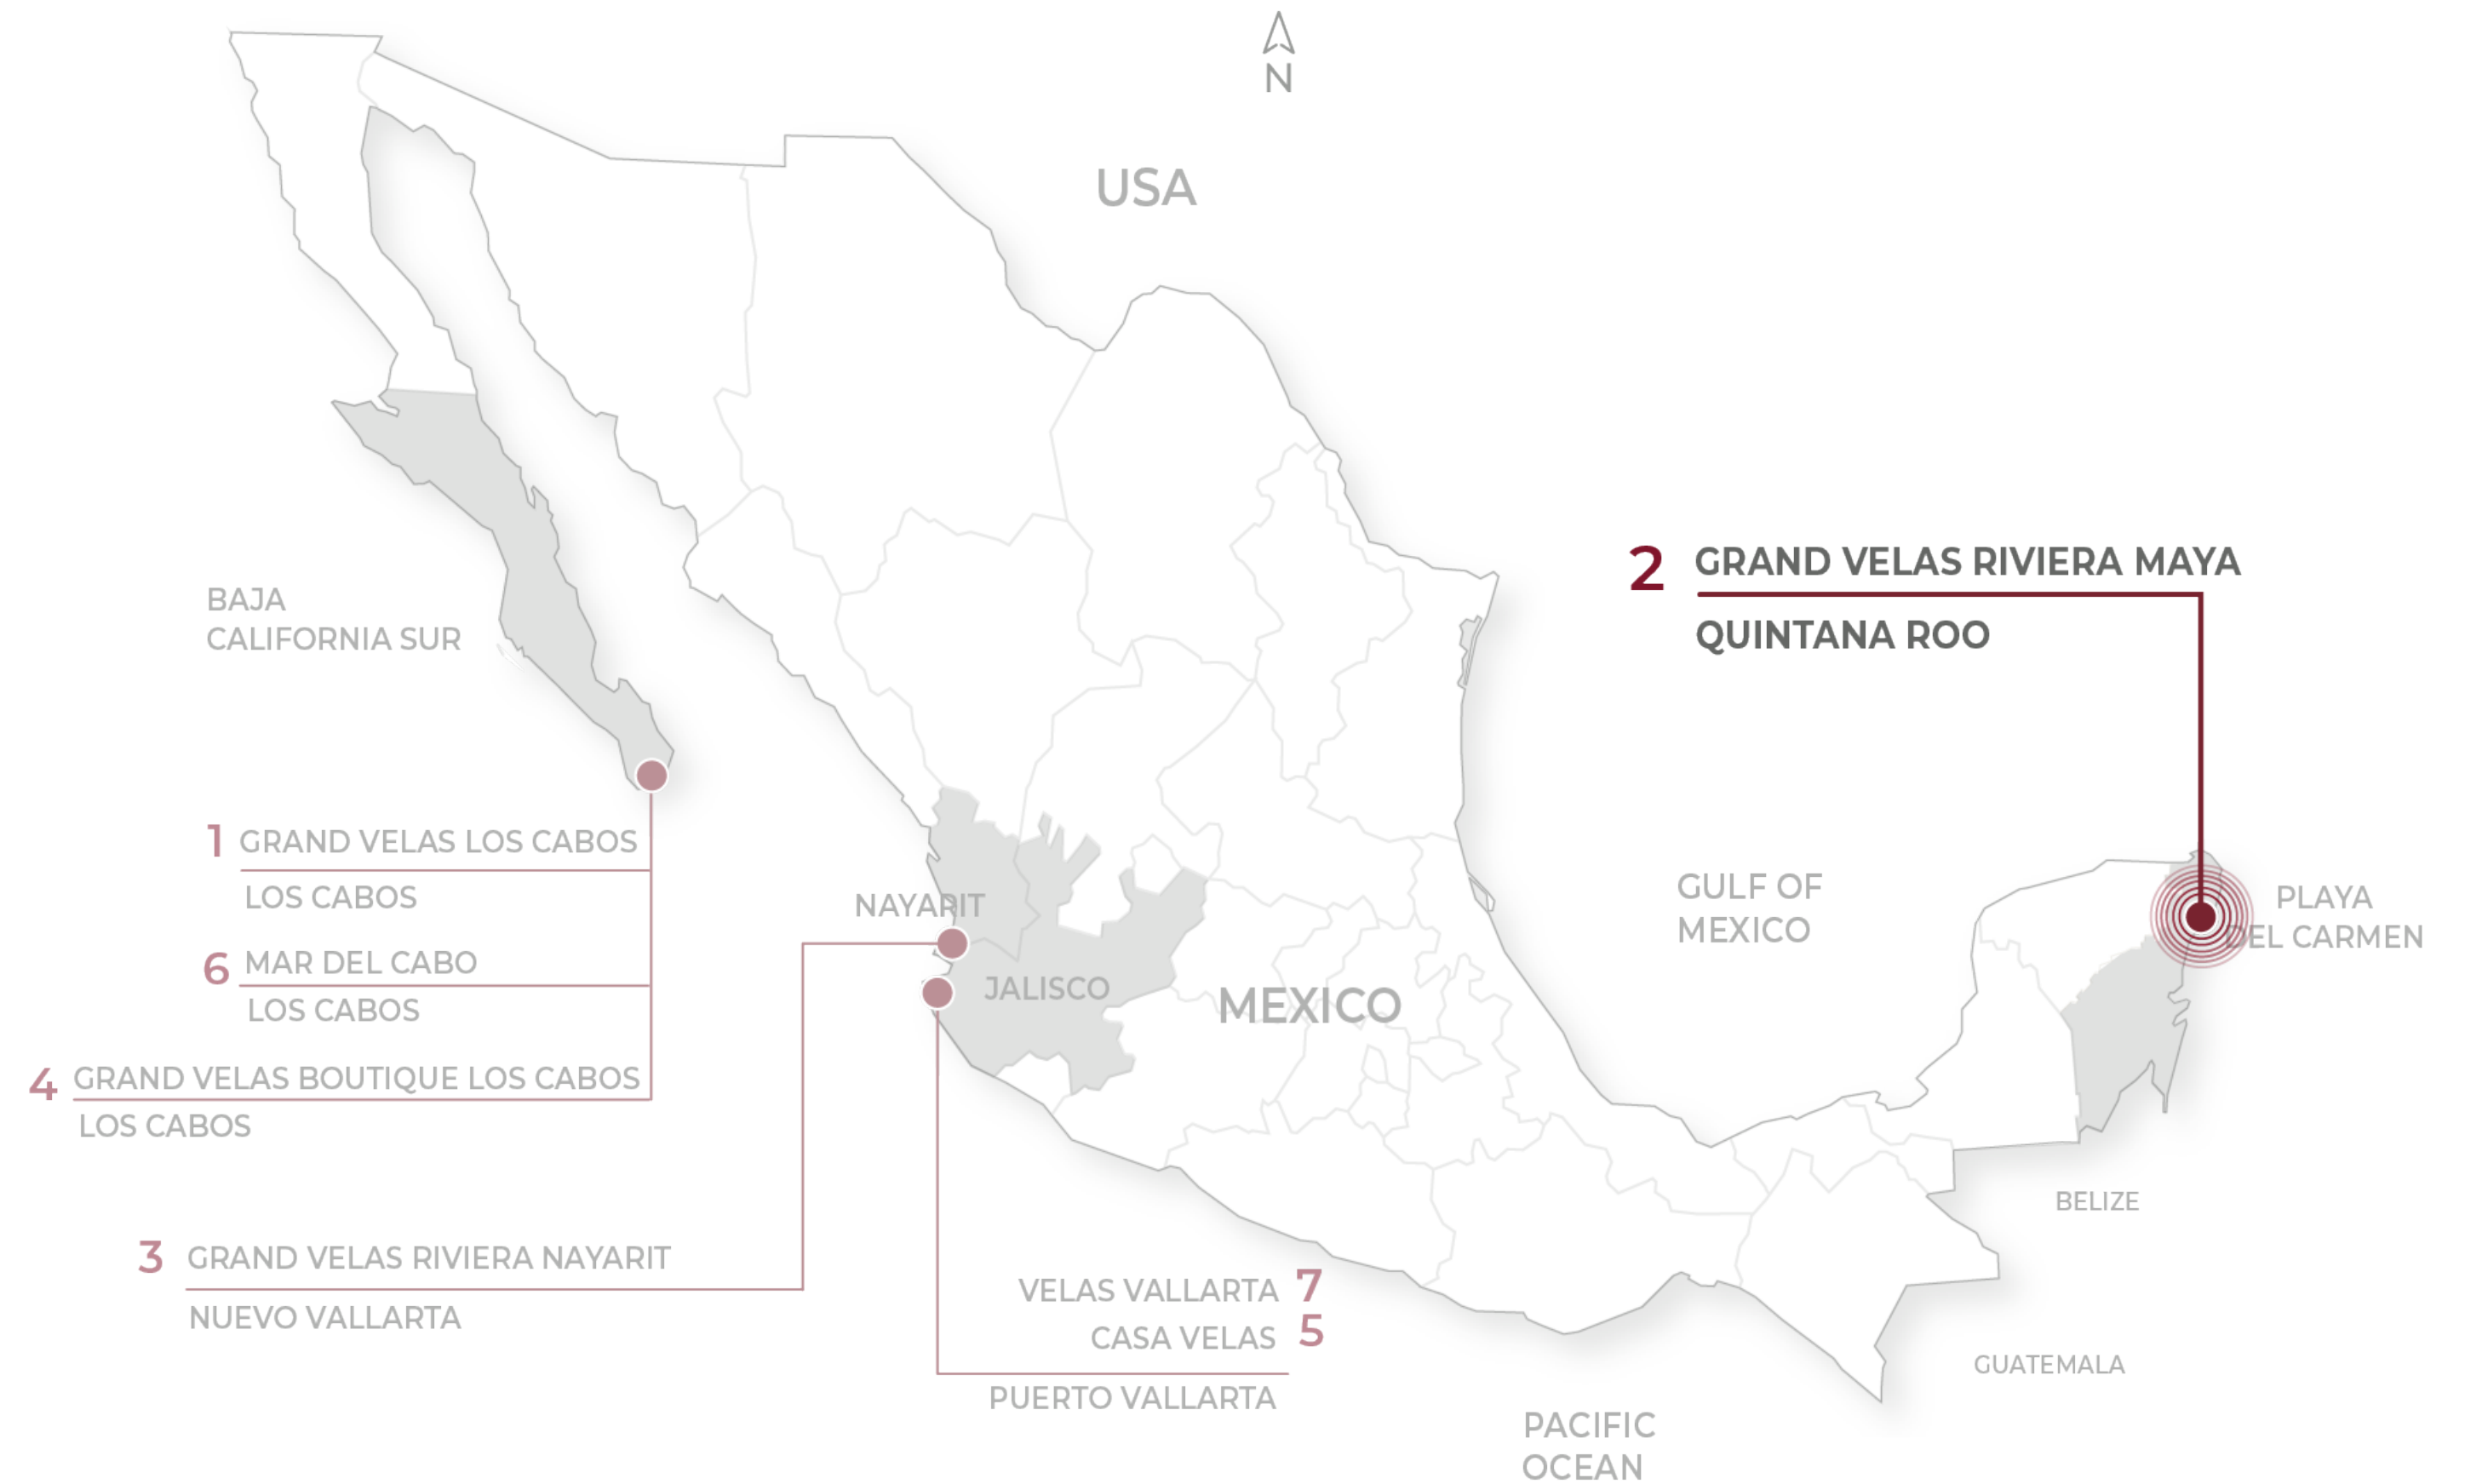 N
USA
2 GRAND VELAS RIVIERA MAYA
QUINTANA ROO
BAJA
CALIFORNIA SUR
1 GRAND VELAS LOS CABOS
LOS CABOS
6 MAR DEL CABO
LOS CABOS
4 GRAND VELAS BOUTIQUE LOS CABOS
LOS CABOS
NAYARIT
JALISCO
MEXICO
GULF OF
MEXICO
PLAYA
DEL CARMEN
3 GRAND VELAS RIVIERA NAYARIT
NUEVO VALLARTA
VELAS VALLARTA 7
CASA VELAS 5
PUERTO VALLARTA
BELIZE
GUATEMALA
PACIFIC
OCEAN